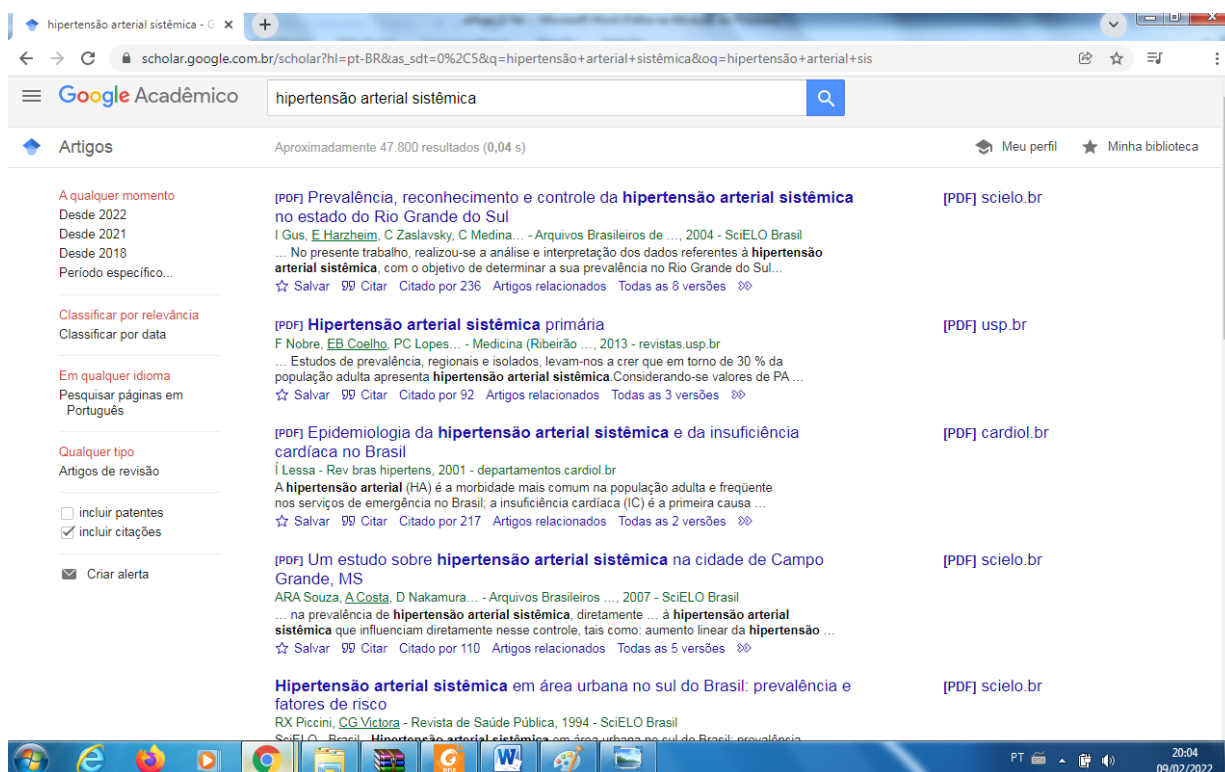 hipertensão arterial sistêmica - G
scholar.google.com.br/scholar?hl=pt-BR&as_sdt=0%2C5&q=hipertensão+arterial+sistêmica&oq=hipertensão+arterial+sis
Google Acadêmico
hipertensão arterial sistêmica
Artigos
Aproximadamente 47.800 resultados (0,04 s)
Meu perfil
Minha biblioteca
A qualquer momento
Desde 2022
Desde 2021
Desde 2018
Período específico...
Classificar por relevância
Classificar por data
Em qualquer idioma
Pesquisar páginas em
Português
Qualquer tipo
Artigos de revisão
incluir patentes
incluir citações
Criar alerta
[PDF] Prevalência, reconhecimento e controle da hipertensão arterial sistêmica
no estado do Rio Grande do Sul
I Gus, E Harzheim, C Zaslavsky, C Medina... - Arquivos Brasileiros de ..., 2004 - SciELO Brasil
... No presente trabalho, realizou-se a análise e interpretação dos dados referentes à hipertensão
arterial sistêmica, com o objetivo de determinar a sua prevalência no Rio Grande do Sul...
Salvar Citar Citado por 236 Artigos relacionados Todas as 8 versões
[PDF] scielo.br
[PDF] Hipertensão arterial sistêmica primária
F Nobre, EB Coelho, PC Lopes... - Medicina (Ribeirão ..., 2013 - revistas.usp.br
... Estudos de prevalência, regionais e isolados, levam-nos a crer que em torno de 30 % da
população adulta apresenta hipertensão arterial sistêmica.Considerando-se valores de PA ...
Salvar Citar Citado por 92 Artigos relacionados Todas as 3 versões
[PDF] usp.br
[PDF] Epidemiologia da hipertensão arterial sistêmica e da insuficiência
cardíaca no Brasil
Í Lessa - Rev bras hipertens, 2001 - departamentos.cardiol.br
A hipertensão arterial (HA) é a morbidade mais comum na população adulta e freqüente
nos serviços de emergência no Brasil; a insuficiência cardíaca (IC) é a primeira causa ...
Salvar Citar Citado por 217 Artigos relacionados Todas as 2 versões
[PDF] cardiol.br
[PDF] Um estudo sobre hipertensão arterial sistêmica na cidade de Campo
Grande, MS
ARA Souza, A Costa, D Nakamura... - Arquivos Brasileiros ..., 2007 - SciELO Brasil
... na prevalência de hipertensão arterial sistêmica, diretamente ... à hipertensão arterial
sistêmica que influenciam diretamente nesse controle, tais como: aumento linear da hipertensão ...
Salvar Citar Citado por 110 Artigos relacionados Todas as 5 versões
[PDF] scielo.br
Hipertensão arterial sistêmica em área urbana no sul do Brasil: prevalência e
fatores de risco
RX Piccini, CG Victora - Revista de Saúde Pública, 1994 - SciELO Brasil
SciELO - Brasil - Hipertensão arterial sistêmica em área urbana no sul do Brasil: prevalência
[PDF] scielo.br
PDF
PT
20:04
09/02/2022